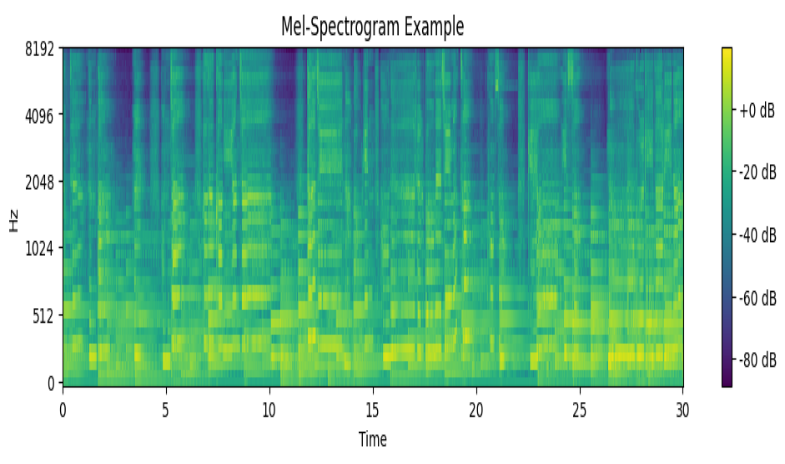 Mel-Spectrogram Example
8192
4096
2048
1024
512
0
Hz
0 5 10 15 20 25 30
Time
+0 dB
-20 dB
-40 dB
-60 dB
-80 dB